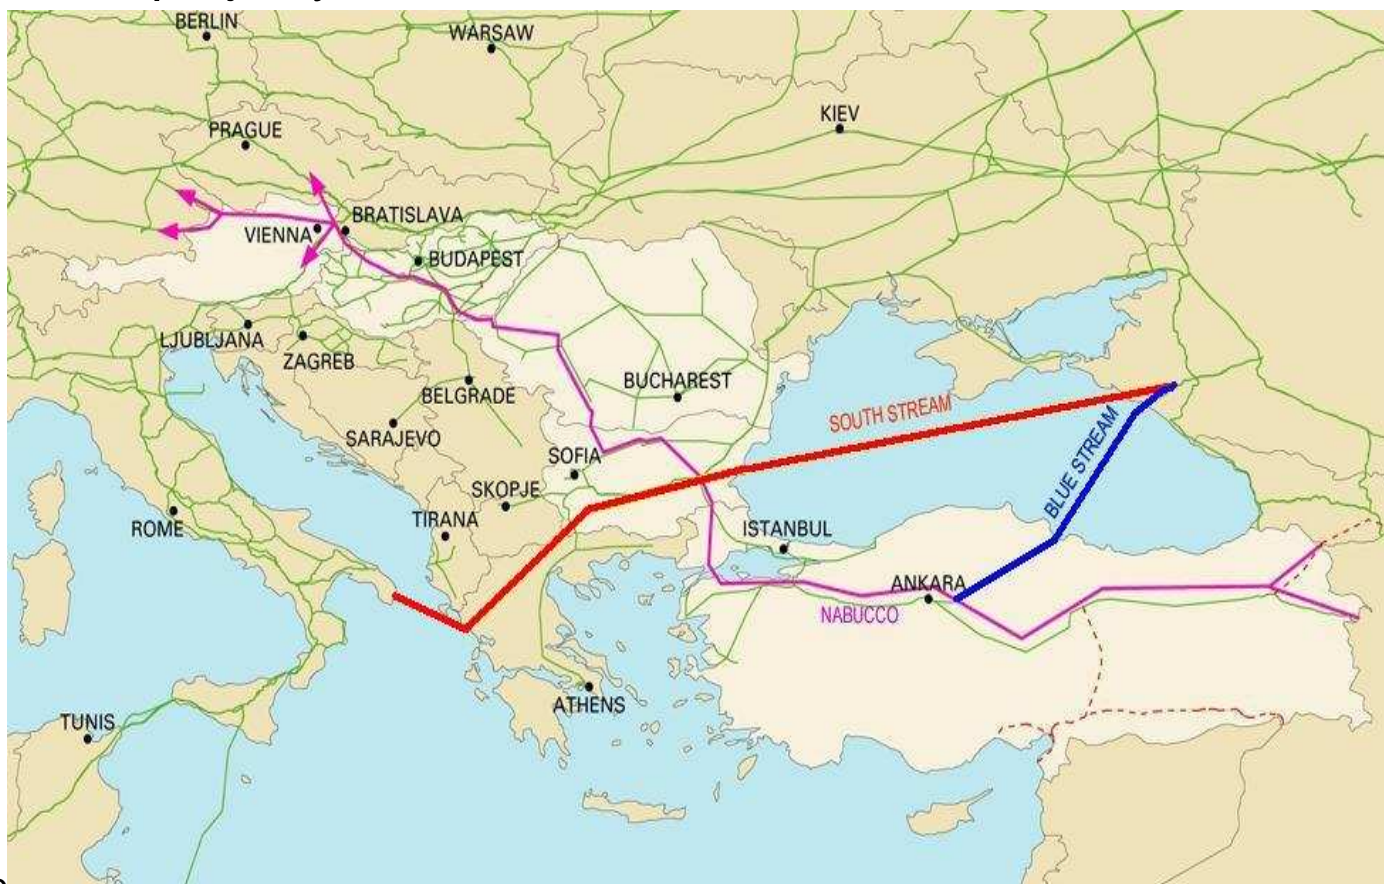 BERLIN
WARSAW
KIEV
PRAGUE
BRATISLAVA
VIENNA
BUDAPEST
LJUBLJANA
ZAGREB
BUCHAREST
BELGRADE
SOUTH STREAM
SARAJEVO
BLUE STREAM
SOFIA
SKOPJE
TIRANA
ROME
ISTANBUL
ANKARA
NABUCCO
ATHENS
TUNIS